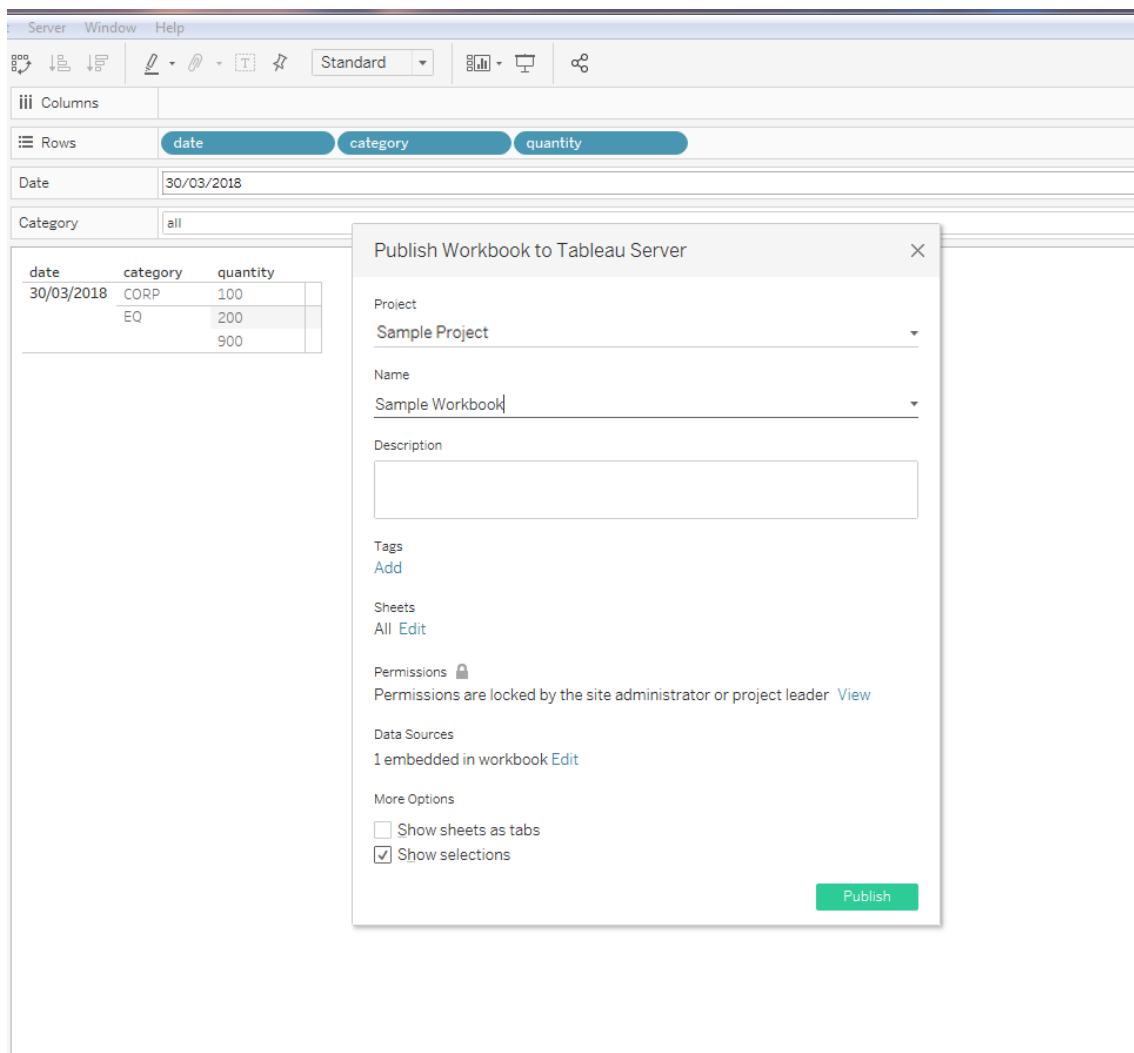 Server Window Help
T Standard
Columns
Rows date category quantity
Date 30/03/2018
Category all
date category quantity
30/03/2018 CORP 100
EQ 200
900
Publish Workbook to Tableau Server
Project
Sample Project
Name
Sample Workbook
Description
Tags
Add
Sheets
All Edit
Permissions
Permissions are locked by the site administrator or project leader View
Data Sources
1 embedded in workbook Edit
More Options
Show sheets as tabs
Show selections
Publish